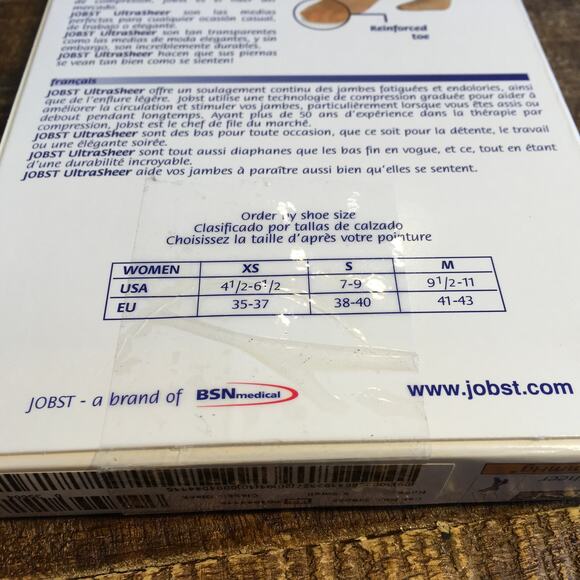 mercado.
JOBST UltraSheer son las medias
perfectas para cualquier ocasión casual,
de trabajo o elegante.
JOBST UltraSheer son tan transparentes
como las medias de moda elegantes, y sin
embargo, son increíblemente durables.
JOBST UltraSheer hacen que sus piernas
se vean tan bien como se sienten!
Reinforced
toe
français
JOBST UltraSheer offre un soulagement continu des jambes fatiguées et endolories, ainsi
que de l'enflure légère. Jobst utilise une technologie de compression graduée pour aider à
améliorer la circulation et stimuler vos jambes, particulièrement lorsque vous êtes assis ou
debout pendant longtemps. Ayant plus de 50 ans d'expérience dans la thérapie par
compression, Jobst est le chef de file du marché.
JOBST UltraSheer sont des bas pour toute occasion, que ce soit pour la détente, le travail
ou une élégante soirée.
JOBST UltraSheer sont tout aussi diaphanes que les bas fin en vogue, et ce, tout en étant
d'une durabilité incroyable.
JOBST UltraSheer aide vos jambes à paraître aussi bien qu'elles se sentent.
Order by shoe size
Clasificado por tallas de calzado
Choisissez la taille d'après votre pointure
WOMEN XS S M
USA 4 1/2-6 1/2 7-9 9 1/2-11
EU 35-37 38-40 41-43
JOBST - a brand of BSN medical
www.jobst.com